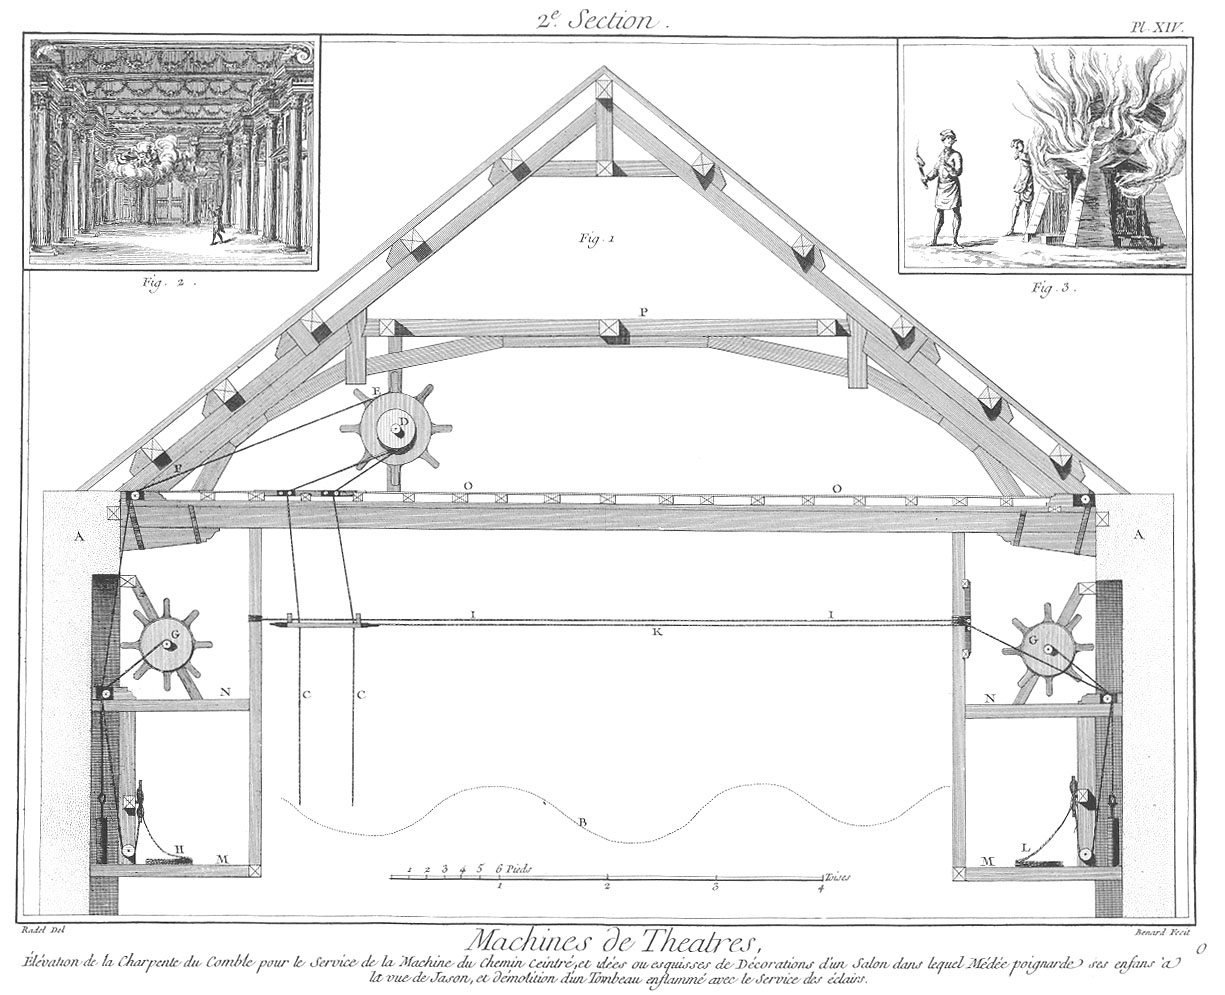 2e. Section.
Pl. XIV.
Fig. 1
Fig. 2.
Fig. 3.
P
E
D
F
O
O
A
A
G
G
I
I
K
C
C
N
N
B
H
M
M
L
1 2 3 4 5 6 Pieds
1 2 3 4 Toises
Radel Del
Benard Fecit
Machines de Theatres,
O
Élévation de la Charpente du Comble pour le Service de la Machine du Chemin Ceintré, et idées ou esquisses de Décorations d'un Salon dans lequel Médée poignarde ses enfans a
la vue de Jason, et démolition d'un Tombeau enflammé avec le Service des éclairs.